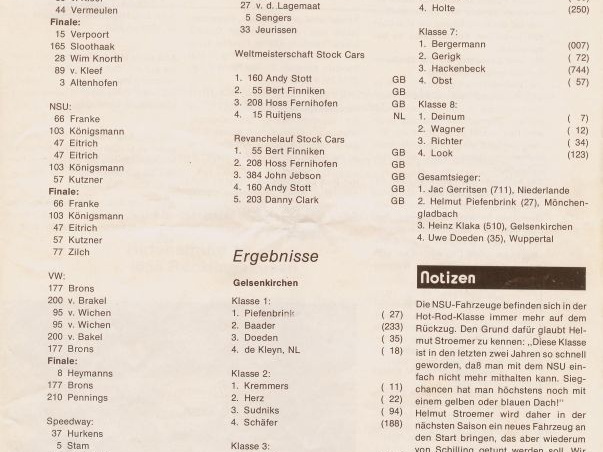 44 Vermeulen
Finale:
15 Verpoort
165 Sloothaak
28 Wim Knorth
89 v. Kleef
3 Altenhofen
NSU:
66 Franke
103 Königsmann
47 Eitrich
47 Eitrich
103 Königsmann
57 Kutzner
Finale:
66 Franke
103 Königsmann
47 Eitrich
57 Kutzner
77 Zilch
VW:
177 Brons
200 v. Brakel
95 v. Wichen
95 v. Wichen
200 v. Bakel
177 Brons
Finale:
8 Heymanns
177 Brons
210 Pennings
Speedway:
37 Hurkens
5 Stam
27 v. d. Lagemaat
5 Sengers
33 Jeurissen
Weltmeisterschaft Stock Cars
1. 160 Andy Stott GB
2. 55 Bert Finniken GB
3. 208 Hoss Fernihofen GB
4. 15 Ruitjens NL
Revanchelauf Stock Cars
1. 55 Bert Finniken GB
2. 208 Hoss Fernihofen GB
3. 384 John Jebson GB
4. 160 Andy Stott GB
5. 203 Danny Clark GB
Ergebnisse
Gelsenkirchen
Klasse 1:
1. Piefenbrink ( 27)
2. Baader (233)
3. Doeden ( 35)
4. de Kleyn, NL ( 18)
Klasse 2:
1. Kremmers ( 11)
2. Herz ( 22)
3. Sudniks ( 94)
4. Schäfer (188)
Klasse 3:
4. Holte (250)
Klasse 7:
1. Bergermann (007)
2. Gerigk ( 72)
3. Hackenbeck (744)
4. Obst ( 57)
Klasse 8:
1. Deinum ( 7)
2. Wagner ( 12)
3. Richter ( 34)
4. Look (123)
Gesamtsieger:
1. Jac Gerritsen (711), Niederlande
2. Helmut Piefenbrink (27), Mönchen-
gladbach
3. Heinz Klaka (510), Gelsenkirchen
4. Uwe Doeden (35), Wuppertal
Notizen
Die NSU-Fahrzeuge befinden sich in der
Hot-Rod-Klasse immer mehr auf dem
Rückzug. Den Grund dafür glaubt Hel-
mut Stroemer zu kennen: „Diese Klasse
ist in den letzten zwei Jahren so schnell
geworden, daß man mit dem NSU ein-
fach nicht mehr mithalten kann. Sieg-
chancen hat man höchstens noch mit
einem gelben oder blauen Dach!"
Helmut Stroemer wird daher in der
nächsten Saison ein neues Fahrzeug an
den Start bringen, das aber wiederum
von Schilling getunt werden soll. Wir